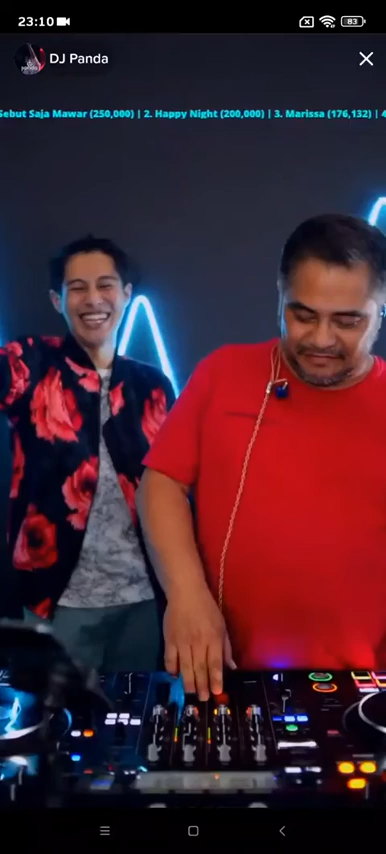 23:10
83
DJ Panda
Sebut Saja Mawar (250,000) | 2. Happy Night (200,000) | 3. Marissa (176,132) | 4